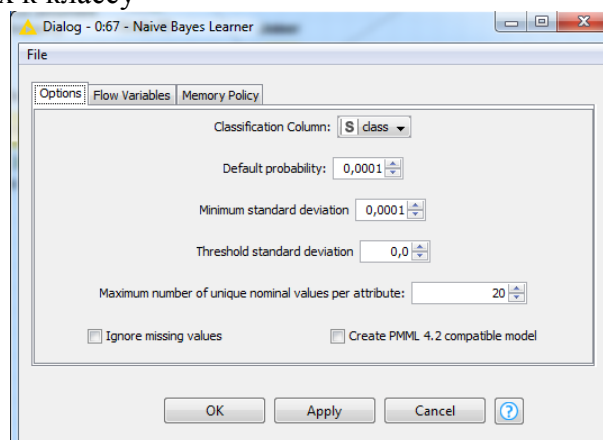 х к классу
Dialog - 0:67 - Naive Bayes Learner
File
Options Flow Variables Memory Policy
Classification Column: S class
Default probability: 0,0001
Minimum standard deviation 0,0001
Threshold standard deviation 0,0
Maximum number of unique nominal values per attribute: 20
Ignore missing values Create PMML 4.2 compatible model
OK Apply Cancel ?